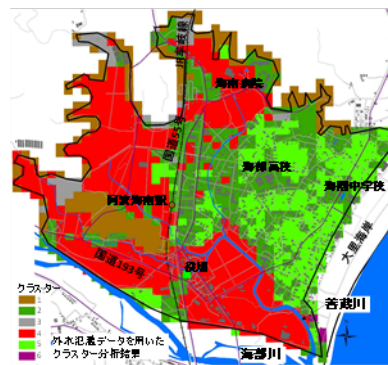 JR牟岐線
海南病院
国道55号
海部高校
海陽中学校
阿波海南駅
大里海岸
国道193号
役場
善蔵川
海部川
クラスター
1
2
3
4
5
6
外水氾濫データを用いた
クラスター分析結果